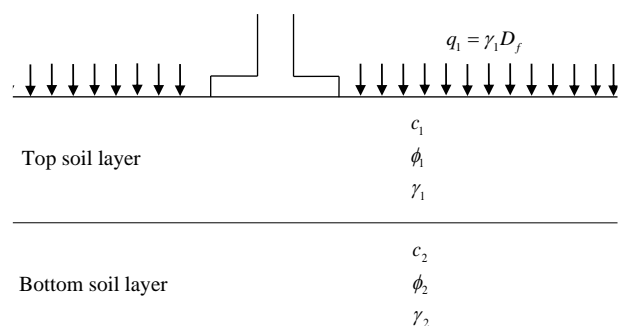 q₁ = γ₁D_f
c₁
Top soil layer
ϕ₁
γ₁
c₂
Bottom soil layer
ϕ₂
γ₂